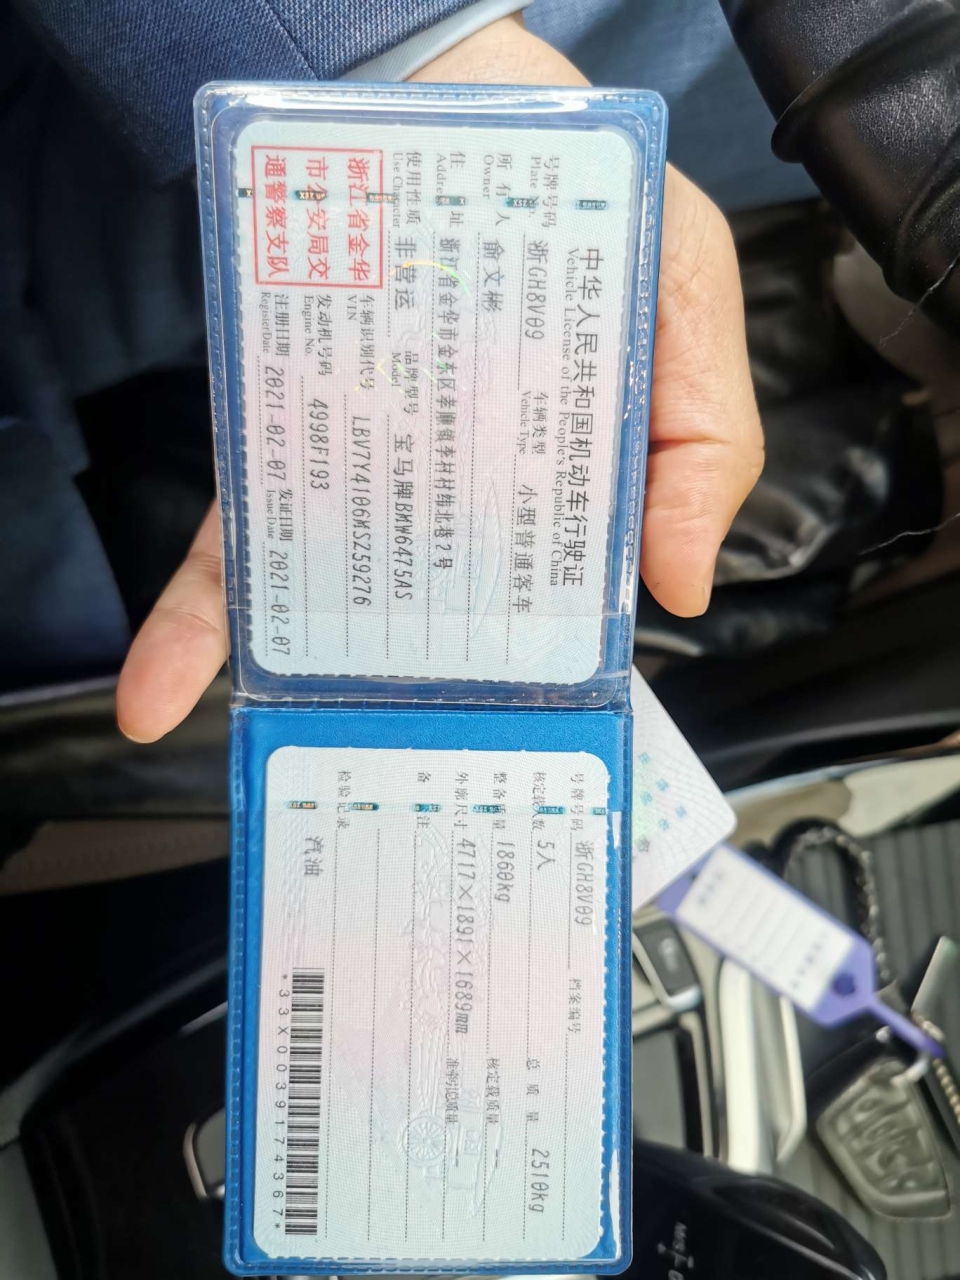 中华人民共和国机动车行驶证
Vehicle License of the People's Republic of China
号牌号码 浙GH8V09 车辆类型 小型普通客车
Plate No. Vehicle Type
所有人 俞文彬
Owner
住址 浙江省金华市金东区孝顺镇李村村纬北巷2号
Address
使用性质 非营运 品牌型号 宝马牌BMW6475AS
Use Character Model
浙江省金华
市公安局交
通警察支队
车辆识别代号 LBV7Y4106MSZ59276
VIN
发动机号码 4998F193
Engine No.
注册日期 2021-02-07 发证日期 2021-02-07
Register Date Issue Date
号牌号码 浙GH8V09 档案编号
核定载人数 5人 总质量 2510kg
整备质量 1860kg 核定载质量 --
外廓尺寸 4717×1891×1689mm 准牵引总质量 --
备注
检验记录
汽油
*33X0039174367*